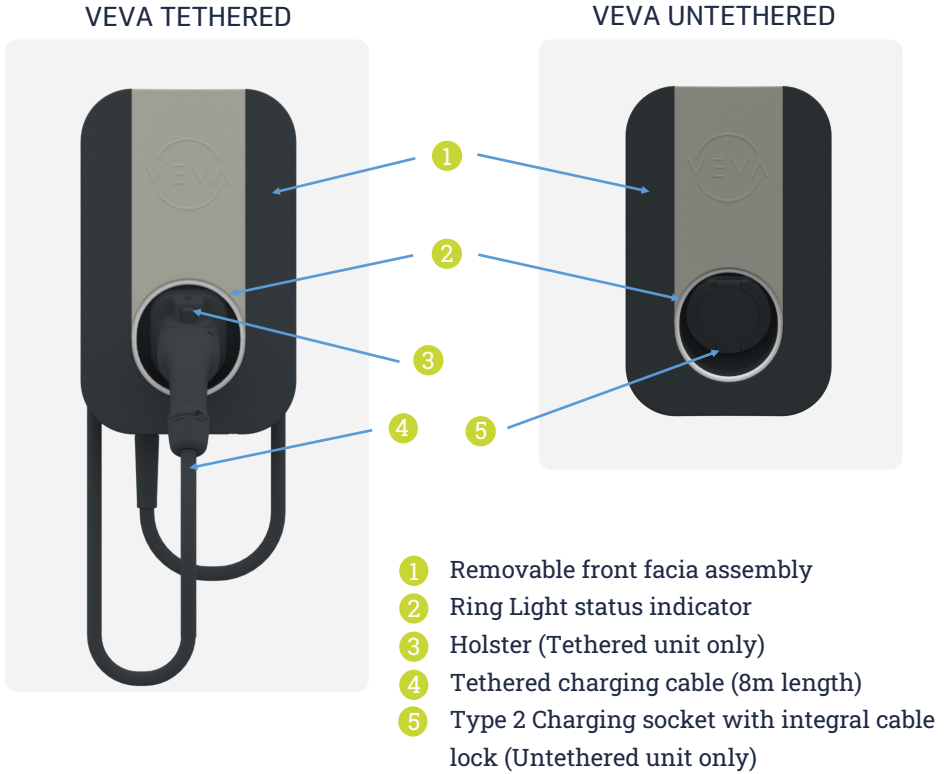 VEVA TETHERED
VEVA UNTETHERED
VEVA
VEVA
1
2
3
4
5
1 Removable front facia assembly
2 Ring Light status indicator
3 Holster (Tethered unit only)
4 Tethered charging cable (8m length)
5 Type 2 Charging socket with integral cable
lock (Untethered unit only)